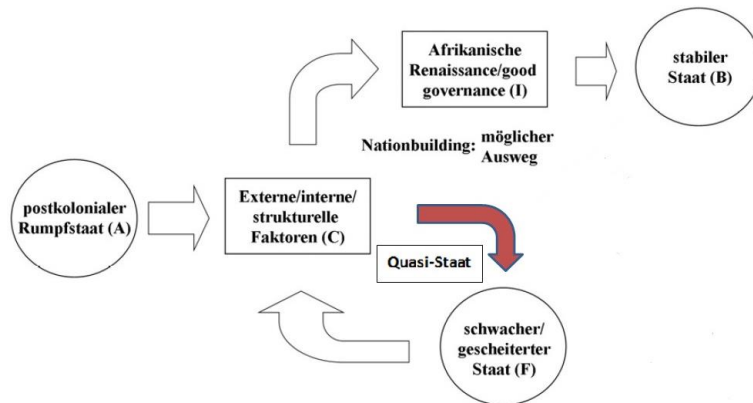 Afrikanische
Renaissance/good
governance (I)
stabiler
Staat (B)
Nationbuilding: möglicher
Ausweg
postkolonialer
Rumpfstaat (A)
Externe/interne/
strukturelle
Faktoren (C)
Quasi-Staat
schwacher/
gescheiterter
Staat (F)